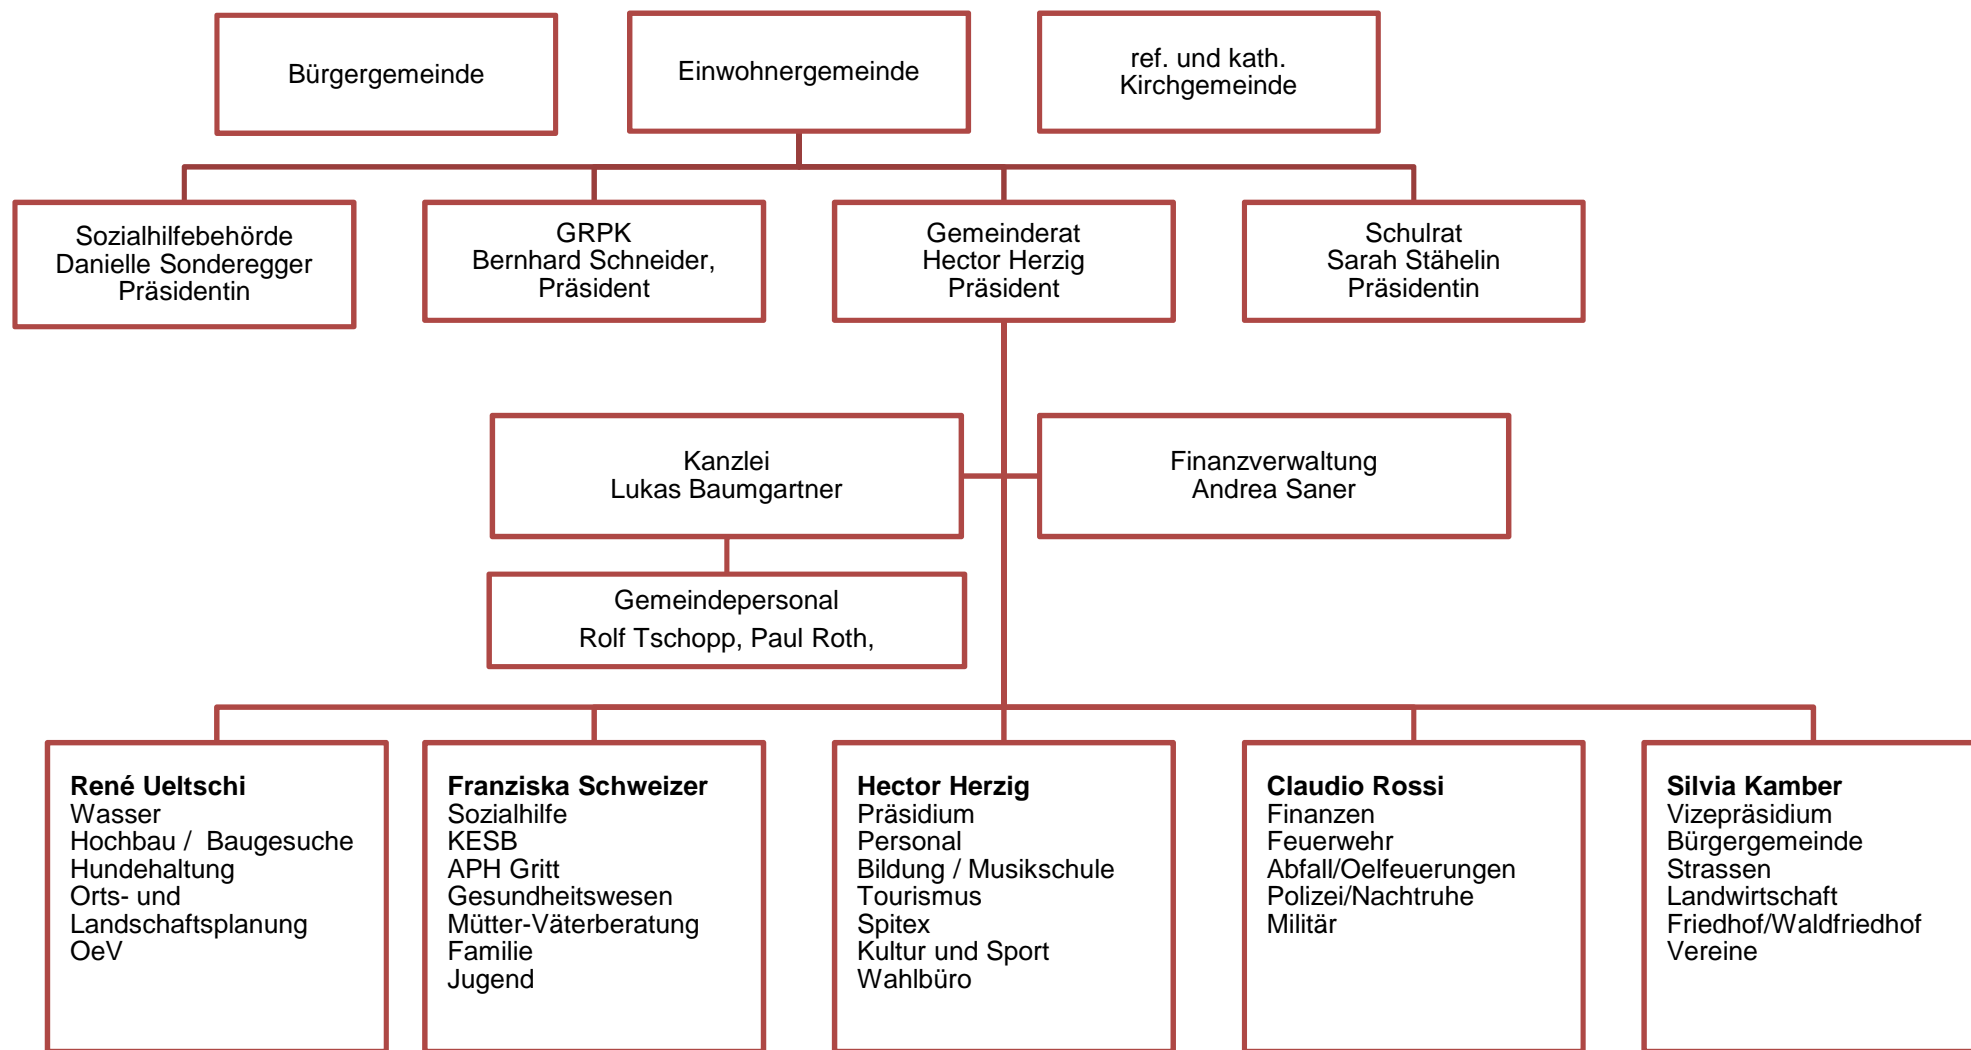 Bürgergemeinde
Einwohnergemeinde
ref. und kath.
Kirchgemeinde
Sozialhilfebehörde
Danielle Sonderegger
Präsidentin
GRPK
Bernhard Schneider,
Präsident
Gemeinderat
Hector Herzig
Präsident
Schulrat
Sarah Stähelin
Präsidentin
Kanzlei
Lukas Baumgartner
Finanzverwaltung
Andrea Saner
Gemeindepersonal
Rolf Tschopp, Paul Roth,
René Ueltschi
Wasser
Hochbau /  Baugesuche
Hundehaltung
Orts- und
Landschaftsplanung
OeV
Franziska Schweizer
Sozialhilfe
KESB
APH Gritt
Gesundheitswesen
Mütter-Väterberatung
Familie
Jugend
Hector Herzig
Präsidium
Personal
Bildung / Musikschule
Tourismus
Spitex
Kultur und Sport
Wahlbüro
Claudio Rossi
Finanzen
Feuerwehr
Abfall/Oelfeuerungen
Polizei/Nachtruhe
Militär
Silvia Kamber
Vizepräsidium
Bürgergemeinde
Strassen
Landwirtschaft
Friedhof/Waldfriedhof
Vereine